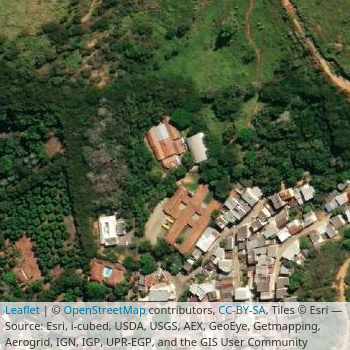 Leaflet | © OpenStreetMap contributors, CC-BY-SA, Tiles © Esri —
Source: Esri, i-cubed, USDA, USGS, AEX, GeoEye, Getmapping,
Aerogrid, IGN, IGP, UPR-EGP, and the GIS User Community